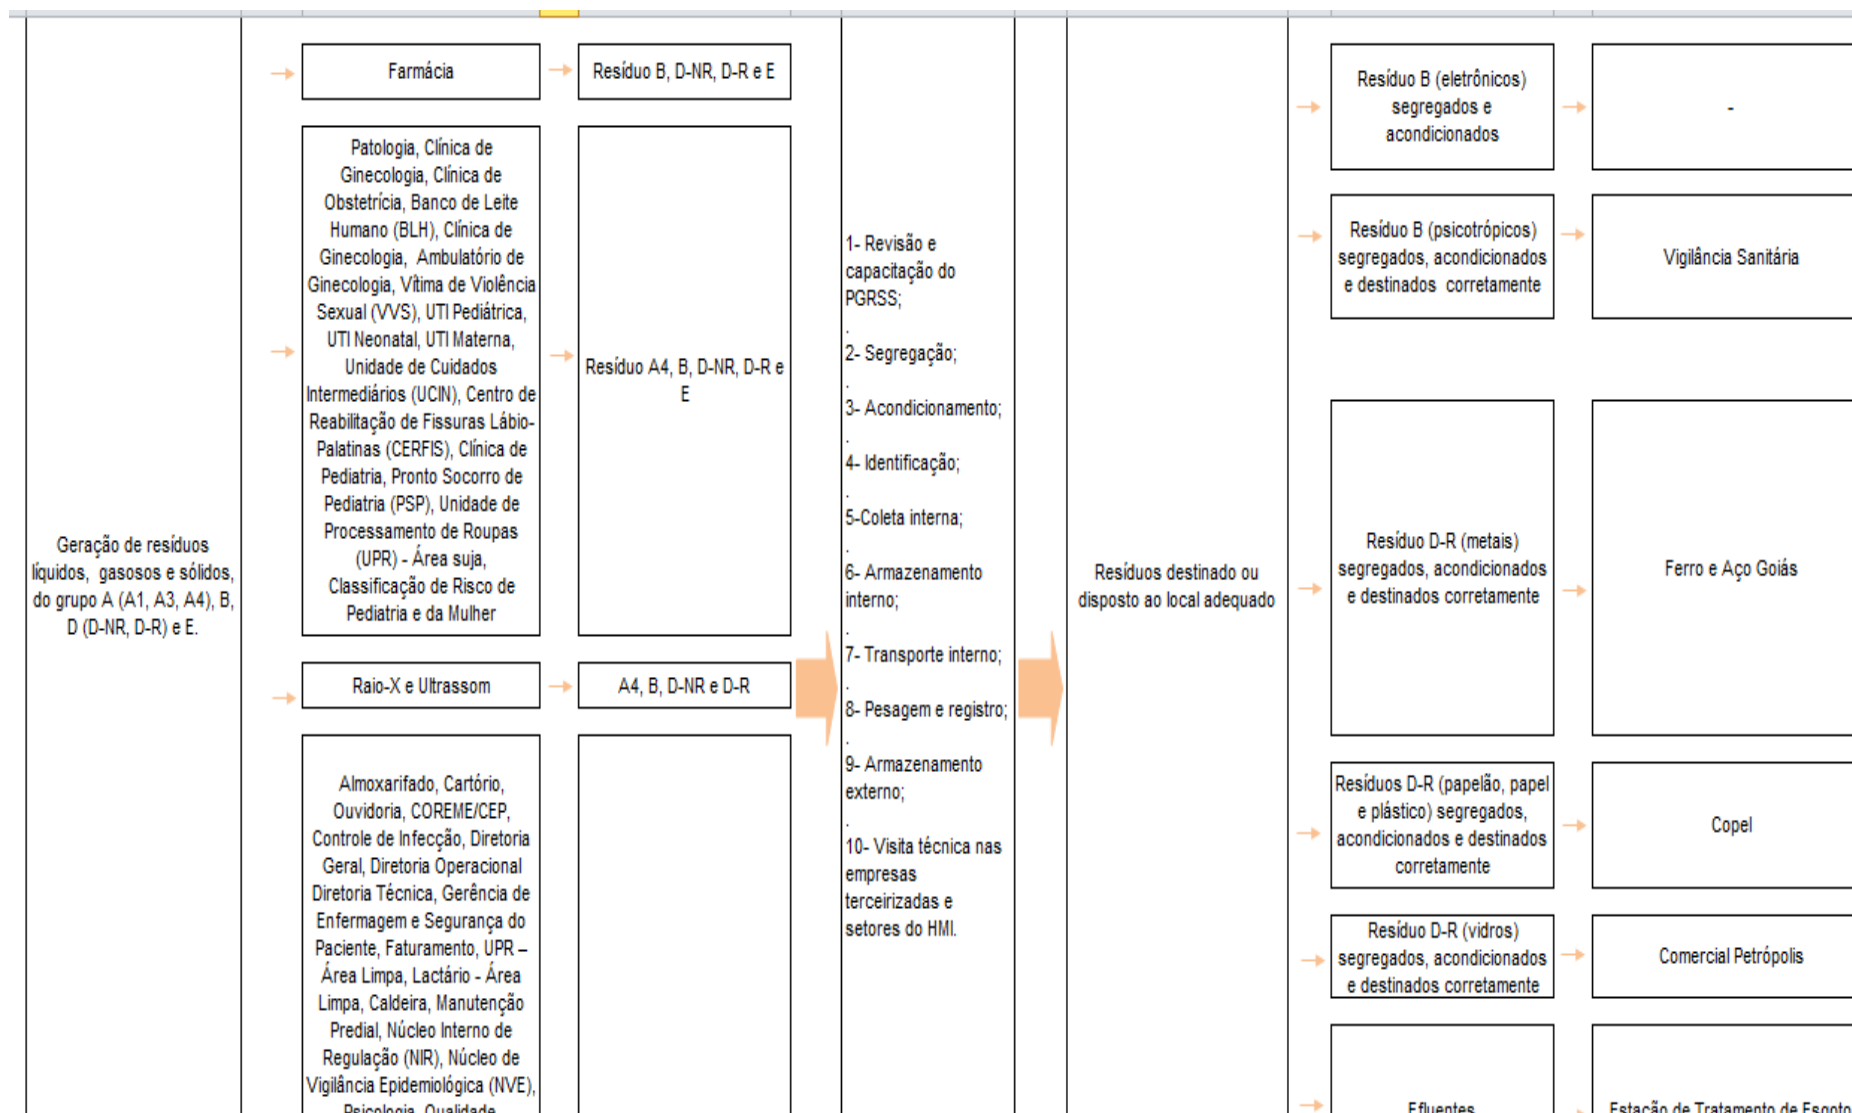 Geração de resíduos
líquidos, gasosos e sólidos,
do grupo A (A1, A3, A4), B,
D (D-NR, D-R) e E.
Farmácia
Resíduo B, D-NR, D-R e E
Patologia, Clínica de
Ginecologia, Clínica de
Obstetrícia, Banco de Leite
Humano (BLH), Clínica de
Ginecologia, Ambulatório de
Ginecologia, Vítima de Violência
Sexual (VVS), UTI Pediátrica,
UTI Neonatal, UTI Materna,
Unidade de Cuidados
Intermediários (UCIN), Centro de
Reabilitação de Fissuras Lábio-
Palatinas (CERFIS), Clínica de
Pediatria, Pronto Socorro de
Pediatria (PSP), Unidade de
Processamento de Roupas
(UPR) - Área suja,
Classificação de Risco de
Pediatria e da Mulher
Resíduo A4, B, D-NR, D-R e
E
Raio-X e Ultrassom
A4, B, D-NR e D-R
Almoxarifado, Cartório,
Ouvidoria, COREME/CEP,
Controle de Infecção, Diretoria
Geral, Diretoria Operacional
Diretoria Técnica, Gerência de
Enfermagem e Segurança do
Paciente, Faturamento, UPR –
Área Limpa, Lactário - Área
Limpa, Caldeira, Manutenção
Predial, Núcleo Interno de
Regulação (NIR), Núcleo de
Vigilância Epidemiológica (NVE),
Psicologia, Qualidade
1- Revisão e
capacitação do
PGRSS;
.
2- Segregação;
.
3- Acondicionamento;
.
4- Identificação;
.
5-Coleta interna;
.
6- Armazenamento
interno;
.
7- Transporte interno;
.
8- Pesagem e registro;
.
9- Armazenamento
externo;
.
10- Visita técnica nas
empresas
terceirizadas e
setores do HMI.
Resíduos destinado ou
disposto ao local adequado
Resíduo B (eletrônicos)
segregados e
acondicionados
-
Resíduo B (psicotrópicos)
segregados, acondicionados
e destinados corretamente
Vigilância Sanitária
Resíduo D-R (metais)
segregados, acondicionados
e destinados corretamente
Ferro e Aço Goiás
Resíduos D-R (papelão, papel
e plástico) segregados,
acondicionados e destinados
corretamente
Copel
Resíduo D-R (vidros)
segregados, acondicionados
e destinados corretamente
Comercial Petrópolis
Efluentes
Estação de Tratamento de Esgoto